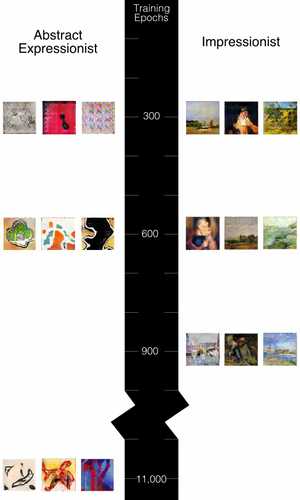 Training
Epochs
Abstract
Expressionist
Impressionist
300
600
900
11,000